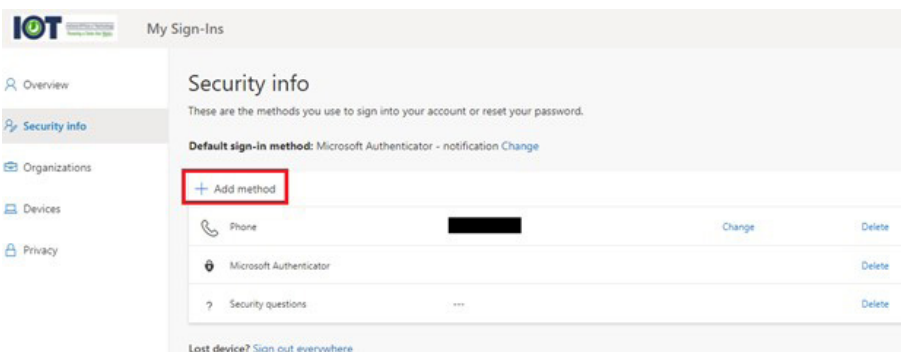 IOT
My Sign-Ins
Overview
Security info
Organizations
Devices
Privacy
Security info
These are the methods you use to sign into your account or reset your password.
Default sign-in method: Microsoft Authenticator - notification Change
+ Add method
Phone Change Delete
Microsoft Authenticator Delete
? Security questions --- Delete
Lost device? Sign out everywhere